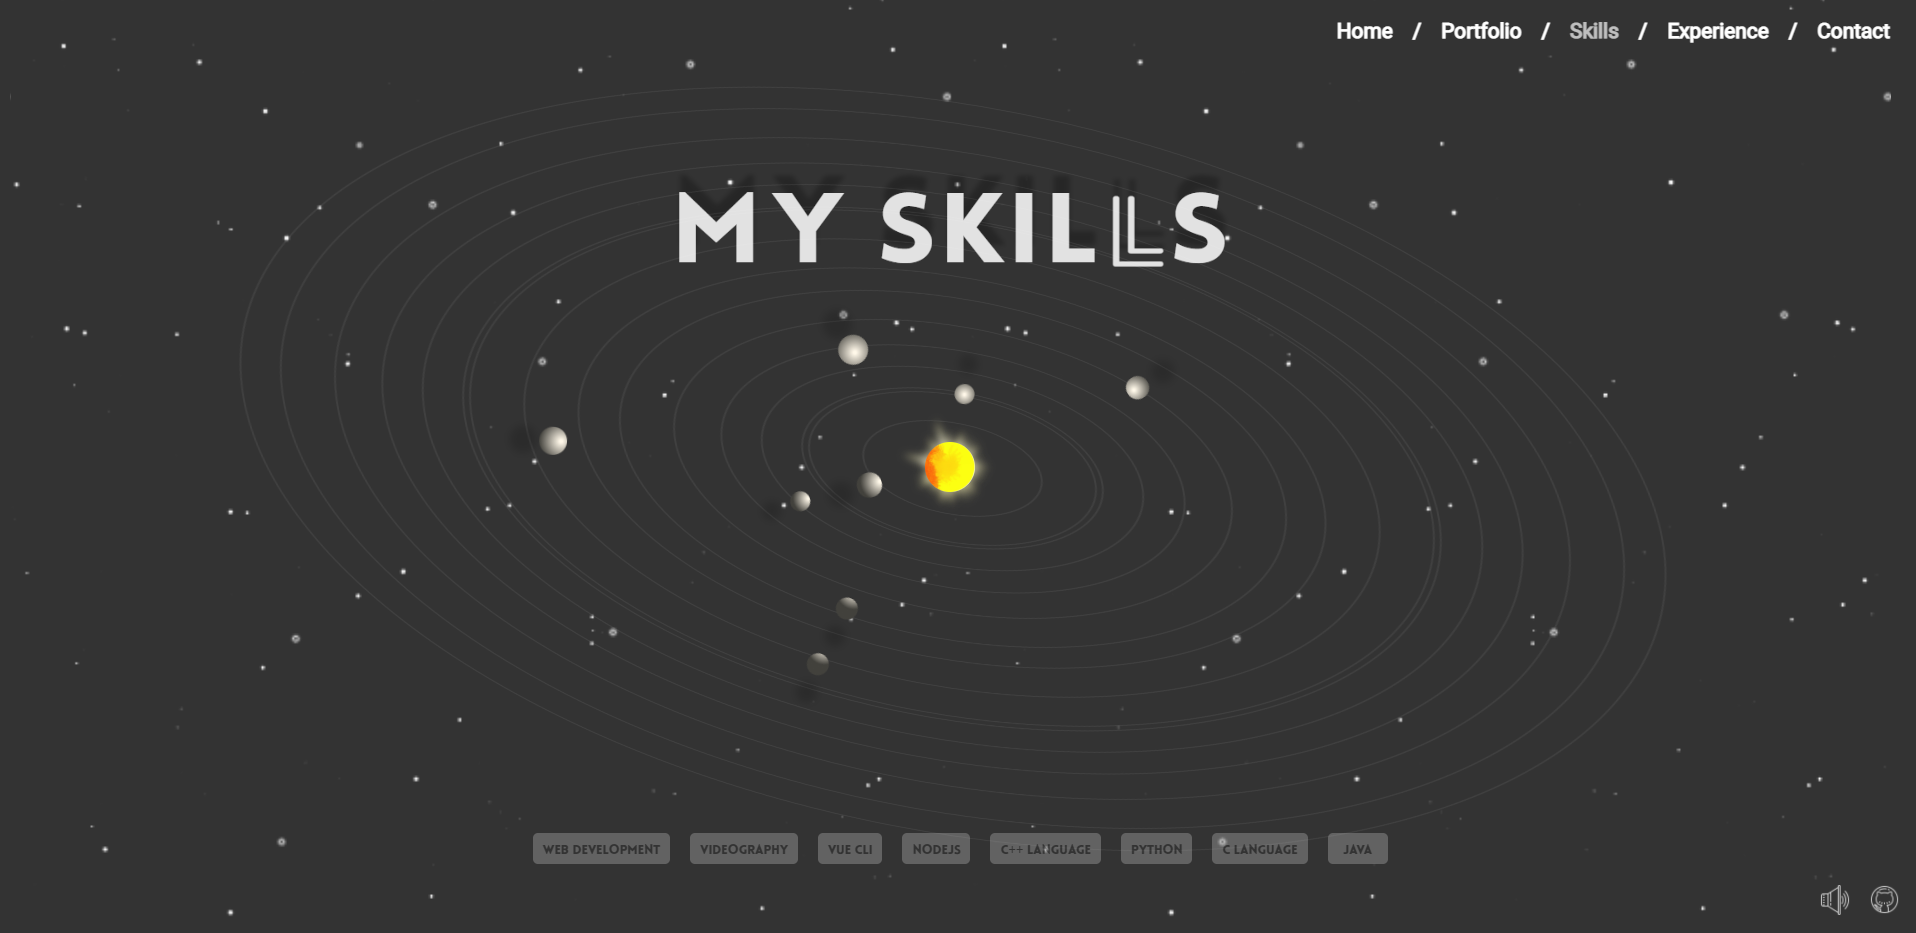 Home / Portfolio / Skills / Experience / Contact
MY SKILLS
WEB DEVELOPMENT VIDEOGRAPHY VUE CLI NODEJS C++ LANGUAGE PYTHON C LANGUAGE JAVA